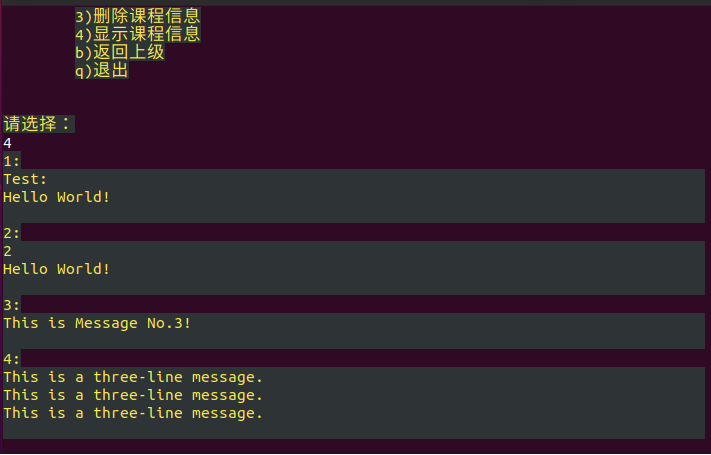 3)删除课程信息
4)显示课程信息
b)返回上级
q)退出
请选择：
4
1:
Test:
Hello World!
2:
2
Hello World!
3:
This is Message No.3!
4:
This is a three-line message.
This is a three-line message.
This is a three-line message.